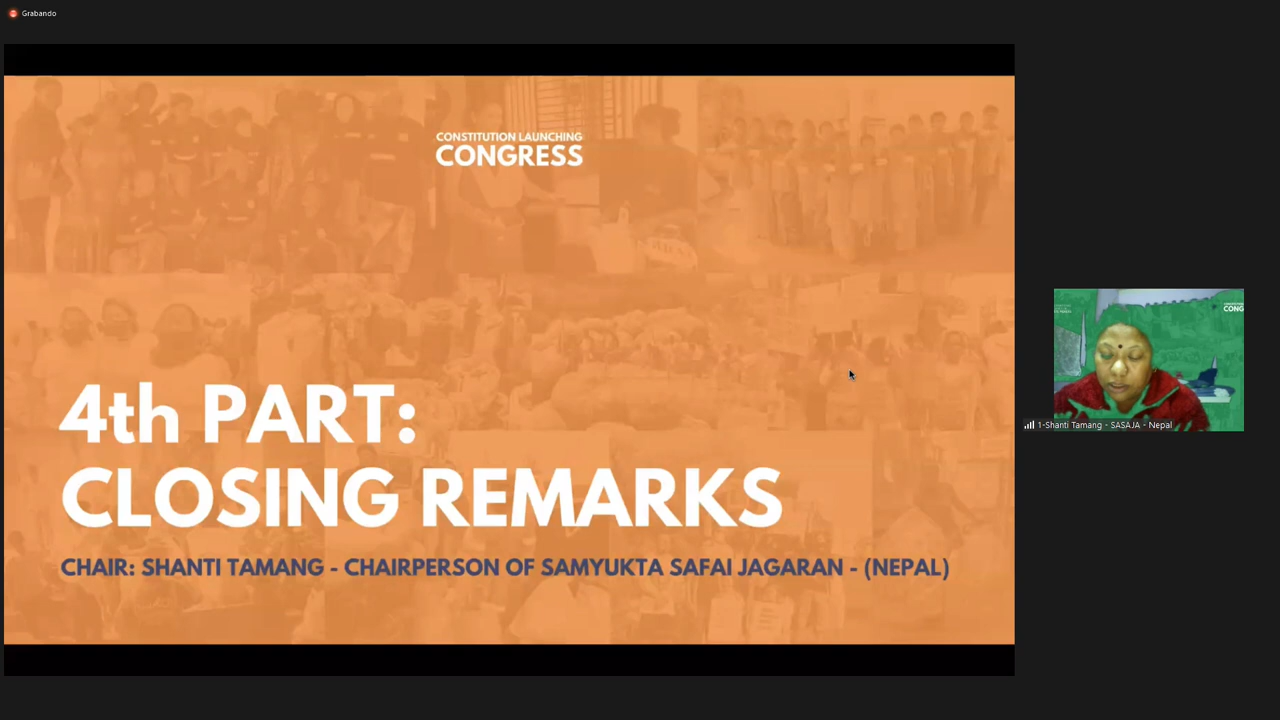 Grabando
CONSTITUTION LAUNCHING
CONGRESS
4th PART:
CLOSING REMARKS
CHAIR: SHANTI TAMANG - CHAIRPERSON OF SAMYUKTA SAFAI JAGARAN - (NEPAL)
CONG
1-Shanti Tamang - SASAJA - Nepal